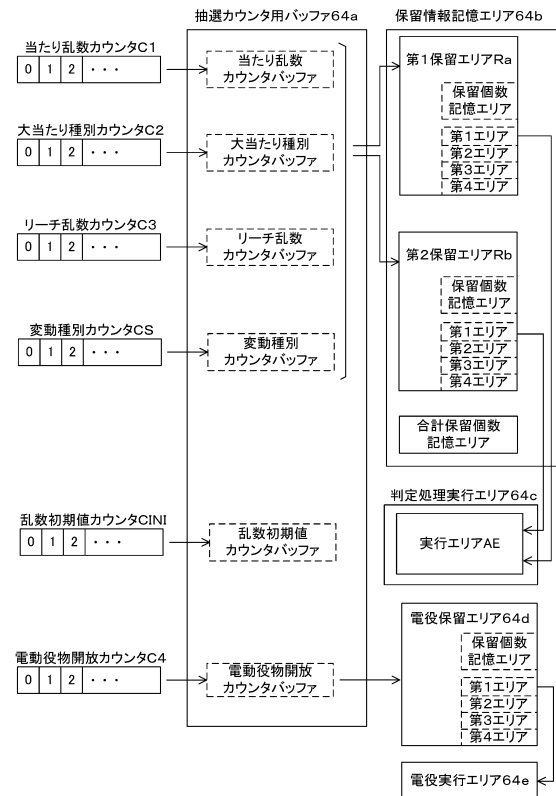 抽選カウンタ用バッファ64a
保留情報記憶エリア64b
当たり乱数カウンタC1
0 1 2 ・・・
当たり乱数
カウンタバッファ
大当たり種別カウンタC2
0 1 2 ・・・
大当たり種別
カウンタバッファ
リーチ乱数カウンタC3
0 1 2 ・・・
リーチ乱数
カウンタバッファ
変動種別カウンタCS
0 1 2 ・・・
変動種別
カウンタバッファ
乱数初期値カウンタCINI
0 1 2 ・・・
乱数初期値
カウンタバッファ
電動役物開放カウンタC4
0 1 2 ・・・
電動役物開放
カウンタバッファ
第1保留エリアRa
保留個数
記憶エリア
第1エリア
第2エリア
第3エリア
第4エリア
第2保留エリアRb
保留個数
記憶エリア
第1エリア
第2エリア
第3エリア
第4エリア
合計保留個数
記憶エリア
判定処理実行エリア64c
実行エリアAE
電役保留エリア64d
保留個数
記憶エリア
第1エリア
第2エリア
第3エリア
第4エリア
電役実行エリア64e